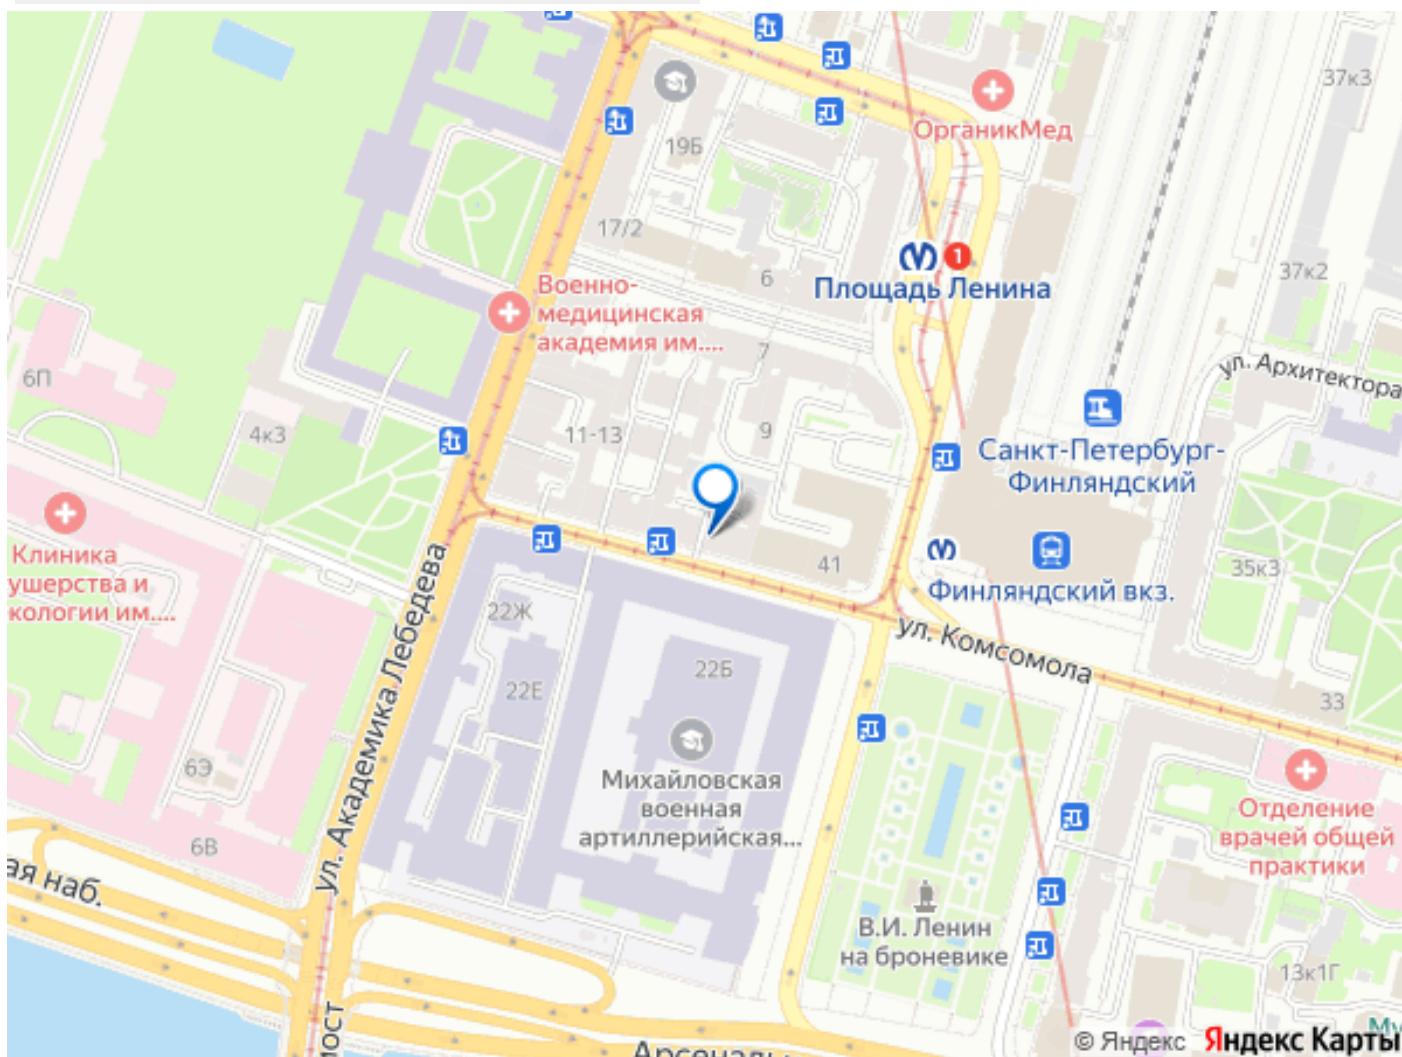 37к3
ОрганикМед
19Б
17/2
1
Площадь Ленина
6
37к2
Военно-
медицинская
академия им....
7
ул. Архитектора
6П
4к3
11-13
9
Санкт-Петербург-
Финляндский
41
Финляндский вкз.
35к3
Клиника
ушерства и
кологии им....
22Ж
ул. Комсомола
22Б
22Е
33
ул. Академика Лебедева
6Э
Михайловская
военная
артиллерийская...
Отделение
врачей общей
практики
6В
ая наб.
В.И. Ленин
на броневике
13к1Г
мост
Арсеналь
© Яндекс Яндекс Карты